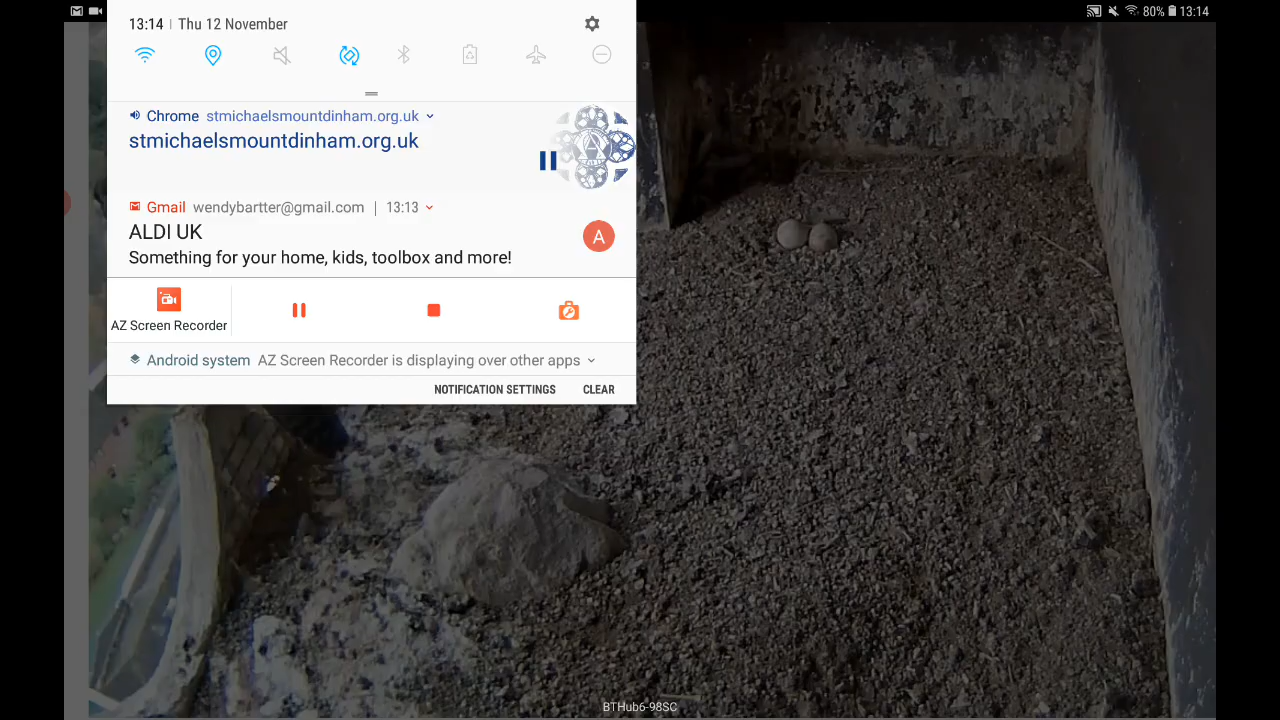 80% 13:14
13:14 | Thu 12 November
Chrome stmichaelsmountdinham.org.uk
stmichaelsmountdinham.org.uk
Gmail wendybartter@gmail.com | 13:13
ALDI UK
A
Something for your home, kids, toolbox and more!
AZ Screen Recorder
Android system AZ Screen Recorder is displaying over other apps
NOTIFICATION SETTINGS CLEAR
BTHub6-98SC